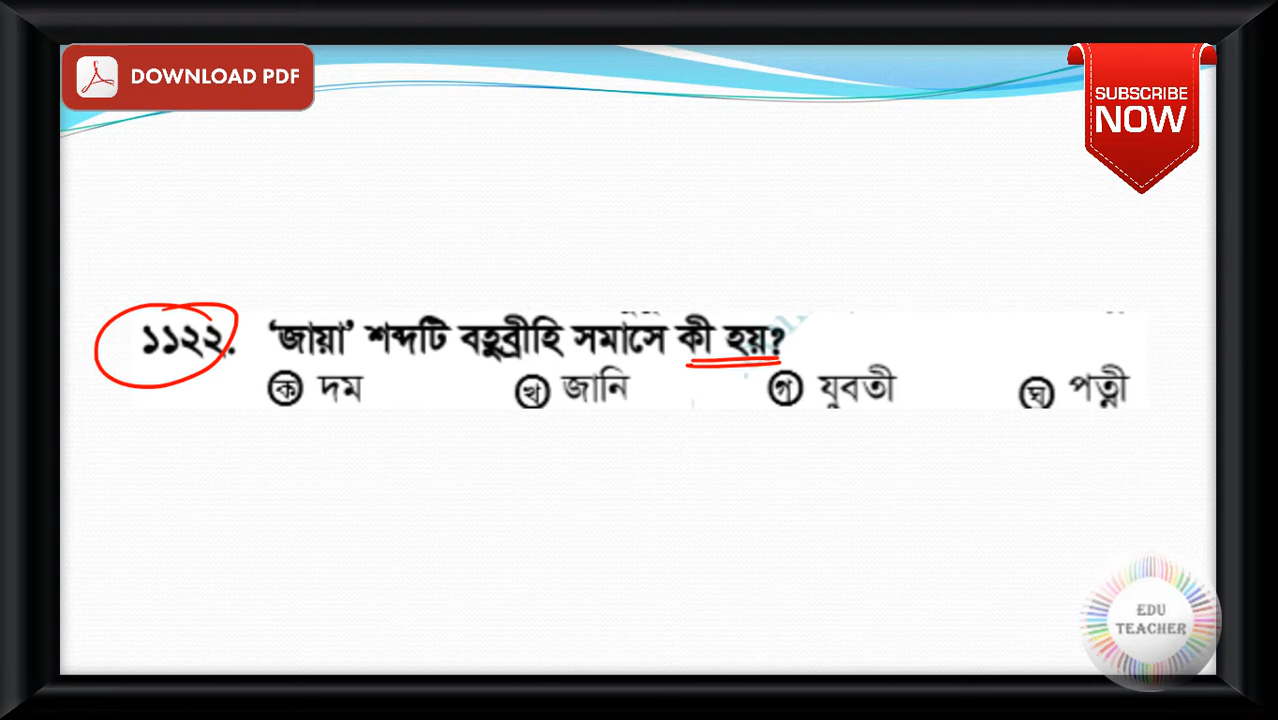 DOWNLOAD PDF
SUBSCRIBE
NOW
১১২২. ‘জায়া’ শব্দটি বহুব্রীহি সমাসে কী হয়?
ক দম খ জানি গ যুবতী ঘ পত্নী
EDU
TEACHER